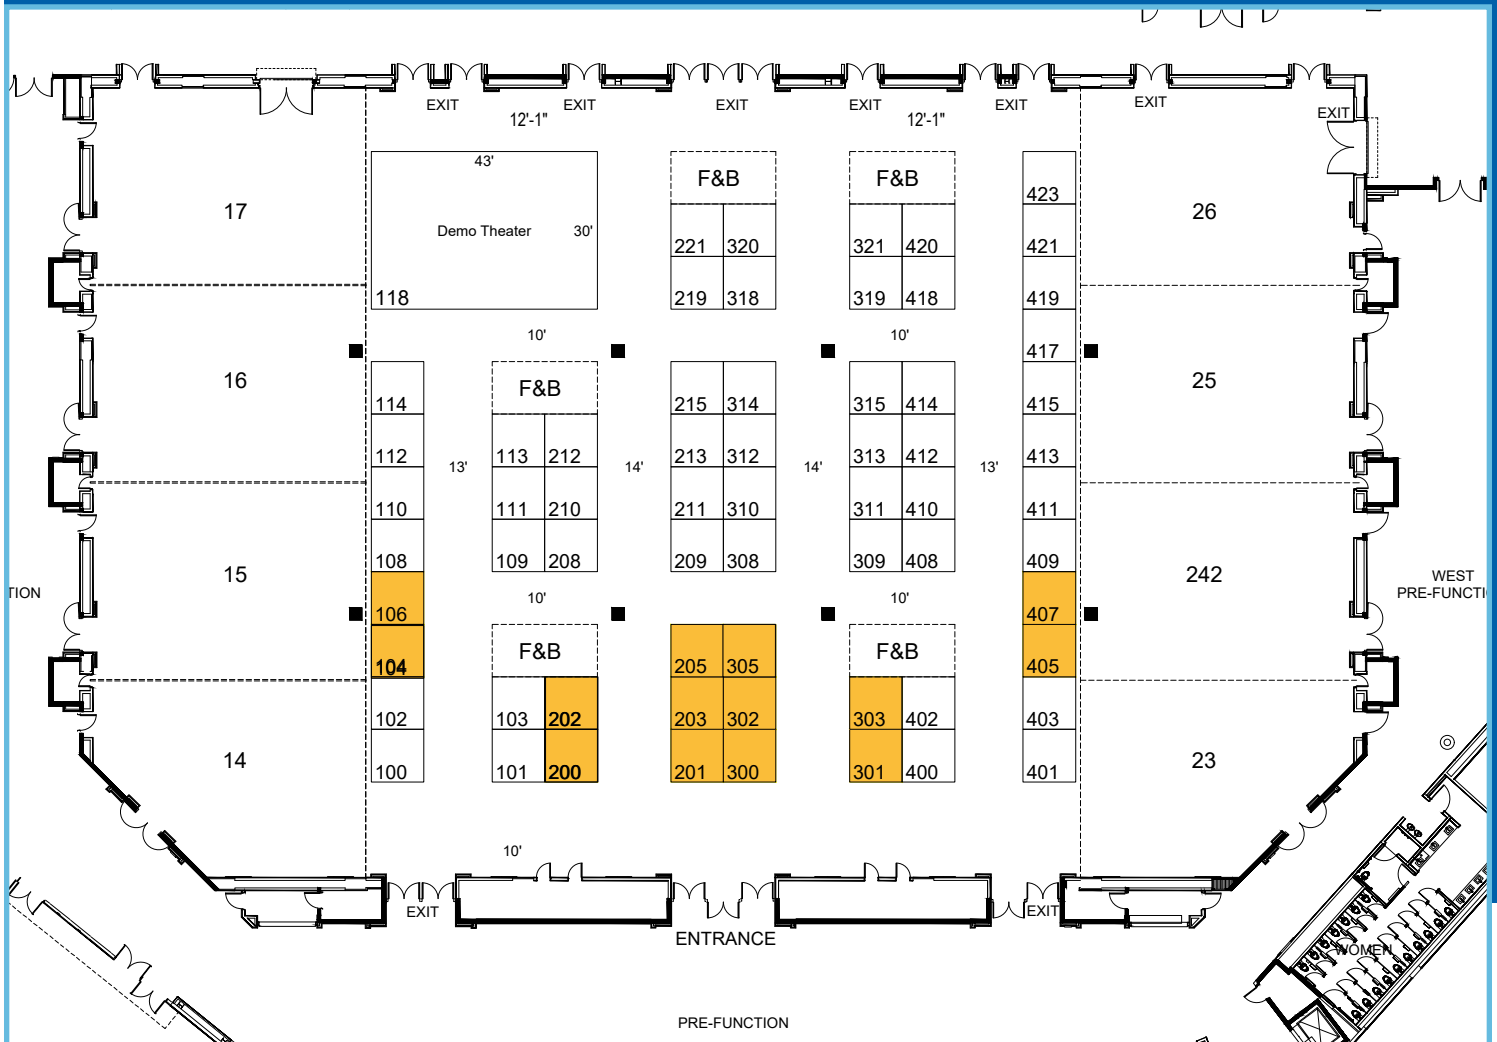 EXIT EXIT EXIT EXIT EXIT EXIT
EXIT
12'-1" 12'-1"
43'
F&B F&B
423
17 26
Demo Theater 30'
221 320 321 420 421
118 219 318 319 418 419
10' 10'
417
16 25
F&B
114 215 314 315 414 415
112 113 212 213 312 313 412 413
13' 14' 14' 13'
110 111 210 211 310 311 410 411
108 109 208 209 308 309 408 409
15 242
WEST
TION PRE-FUNCTI
10' 10'
106 407
F&B F&B
104 205 305 405
102 103 202 203 302 303 402 403
14 23
100 101 200 201 300 301 400 401
10'
EXIT EXIT
ENTRANCE
WOMEN
PRE-FUNCTION